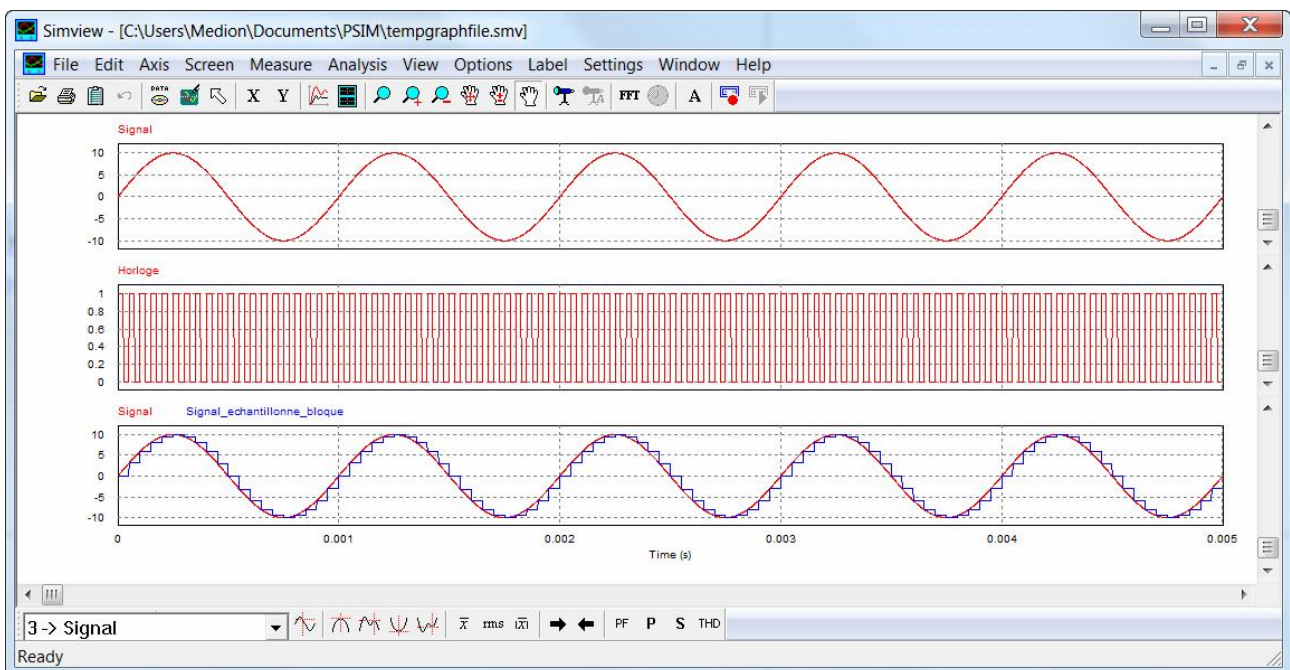 Simview - [C:\Users\Medion\Documents\PSIM\tempgraphfile.smv]
File Edit Axis Screen Measure Analysis View Options Label Settings Window Help
DATA X Y FFT A
Signal
10
5
0
-5
-10
Horloge
1
0.8
0.6
0.4
0.2
0
Signal Signal_echantillonne_bloque
10
5
0
-5
-10
0 0.001 0.002 0.003 0.004 0.005
Time (s)
3 -> Signal x rms |x| PF P S THD
Ready